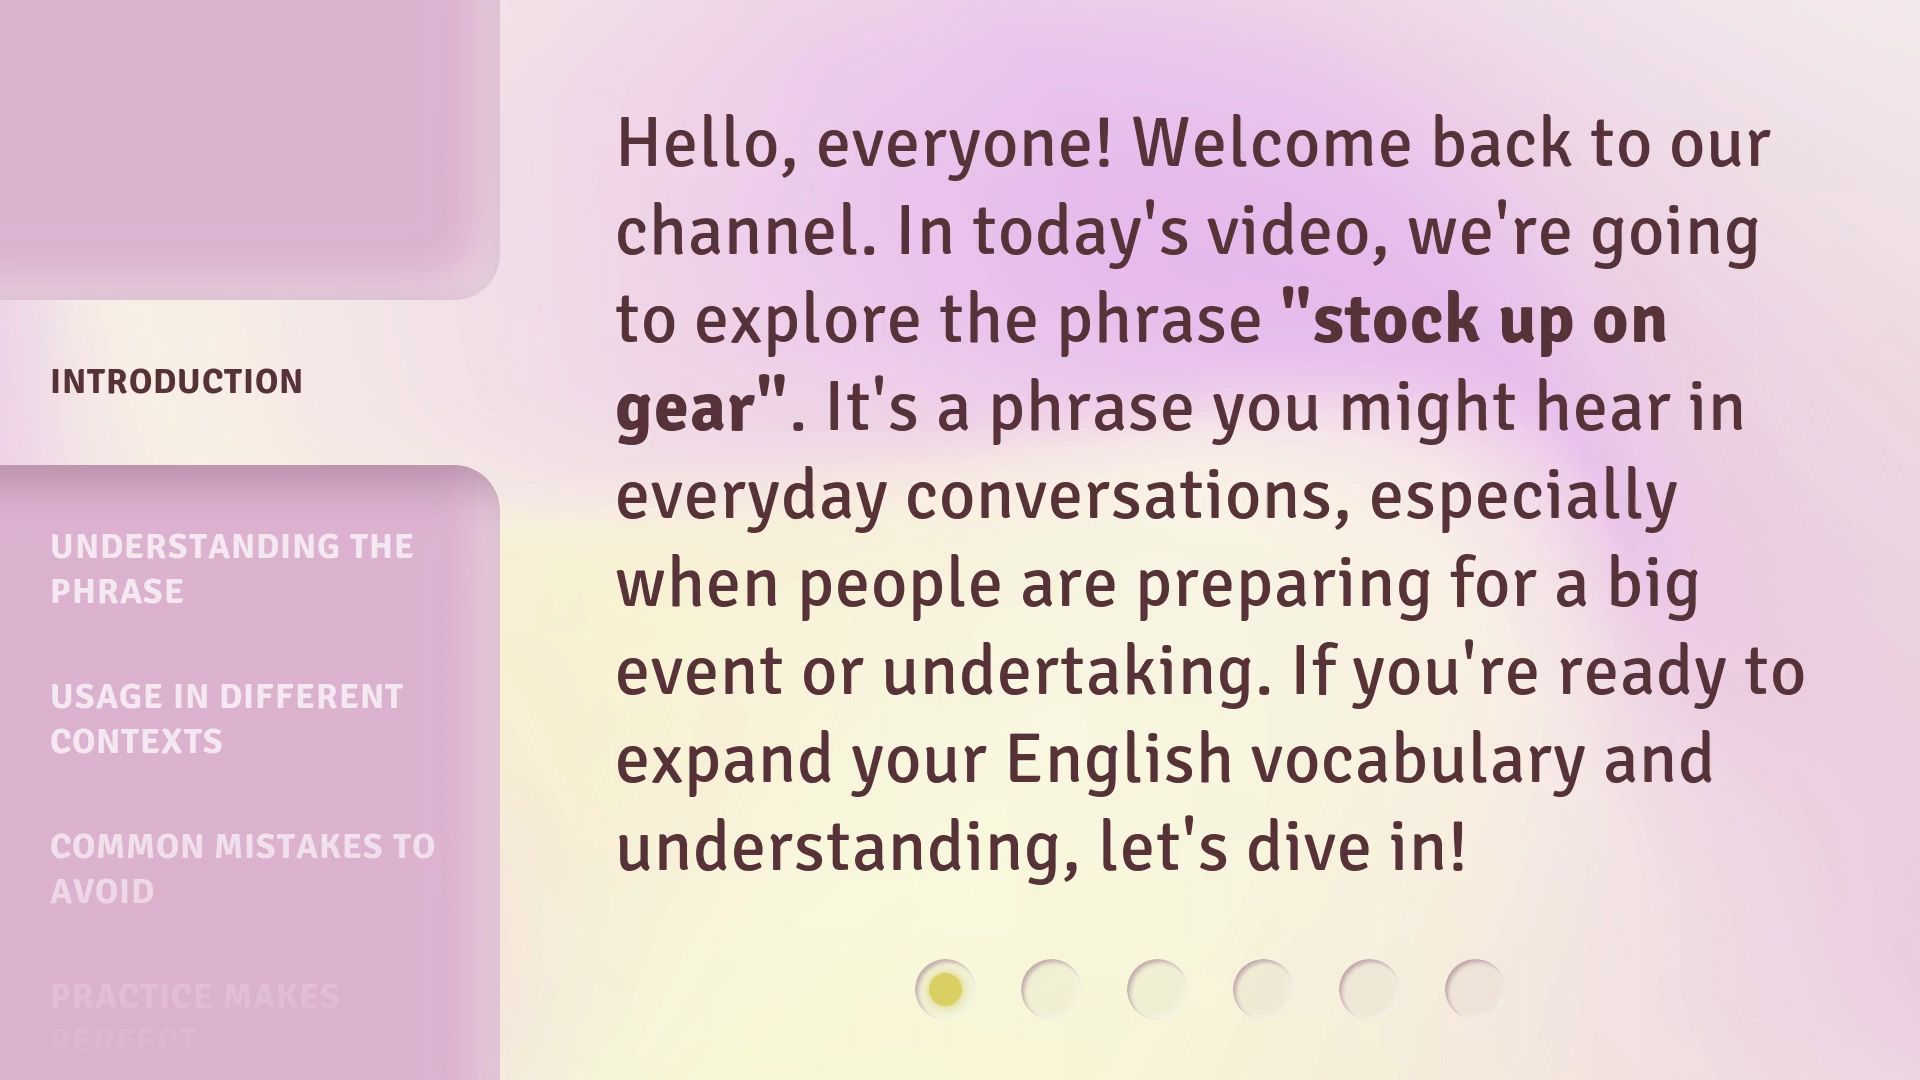 INTRODUCTION
UNDERSTANDING THE
PHRASE
USAGE IN DIFFERENT
CONTEXTS
COMMON MISTAKES TO
AVOID
PRACTICE MAKES
PERFECT
Hello, everyone! Welcome back to our
channel. In today's video, we're going
to explore the phrase "stock up on
gear". It's a phrase you might hear in
everyday conversations, especially
when people are preparing for a big
event or undertaking. If you're ready to
expand your English vocabulary and
understanding, let's dive in!